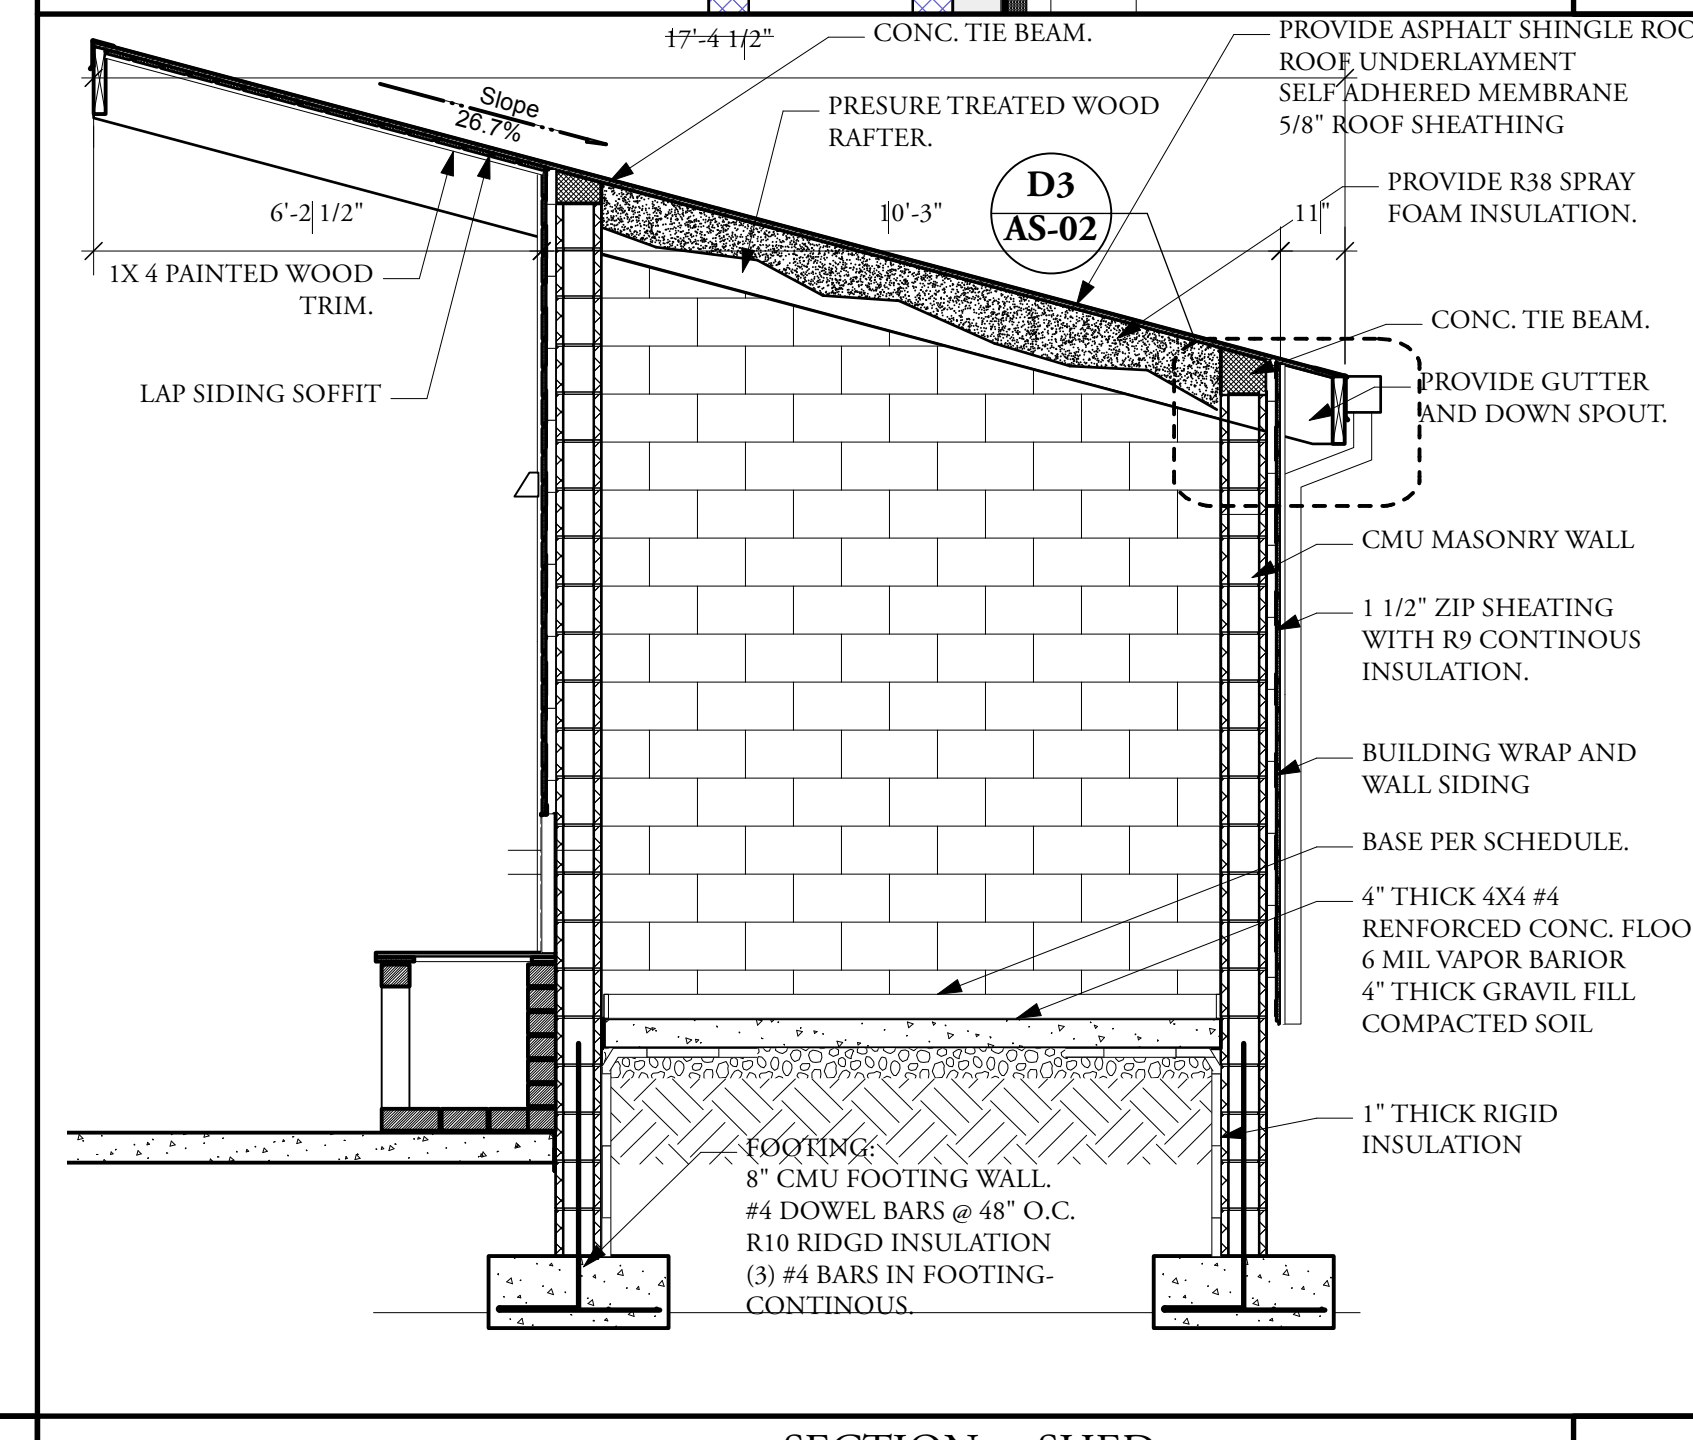 17'-4 1/2"
CONC. TIE BEAM.
PROVIDE ASPHALT SHINGLE ROO
ROOF UNDERLAYMENT
SELF ADHERED MEMBRANE
5/8" ROOF SHEATHING
Slope
26.7%
PRESURE TREATED WOOD
RAFTER.
D3
AS-02
PROVIDE R38 SPRAY
FOAM INSULATION.
6'-2 1/2"
10'-3"
11"
1X 4 PAINTED WOOD
TRIM.
CONC. TIE BEAM.
LAP SIDING SOFFIT
PROVIDE GUTTER
AND DOWN SPOUT.
CMU MASONRY WALL
1 1/2" ZIP SHEATING
WITH R9 CONTINOUS
INSULATION.
BUILDING WRAP AND
WALL SIDING
BASE PER SCHEDULE.
4" THICK 4X4 #4
RENFORCED CONC. FLOO
6 MIL VAPOR BARIOR
4" THICK GRAVIL FILL
COMPACTED SOIL
1" THICK RIGID
INSULATION
FOOTING:
8" CMU FOOTING WALL.
#4 DOWEL BARS @ 48" O.C.
R10 RIDGD INSULATION
(3) #4 BARS IN FOOTING-
CONTINOUS.